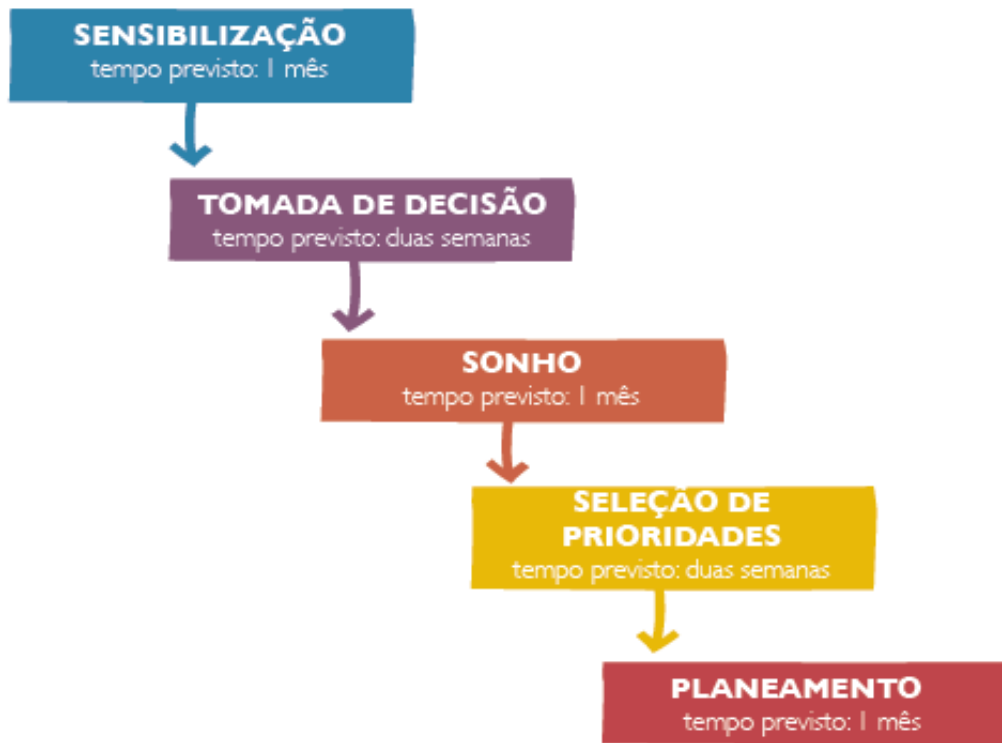 SENSIBILIZAÇÃO
tempo previsto: 1 mês
TOMADA DE DECISÃO
tempo previsto: duas semanas
SONHO
tempo previsto: 1 mês
SELEÇÃO DE
PRIORIDADES
tempo previsto: duas semanas
PLANEAMENTO
tempo previsto: 1 mês